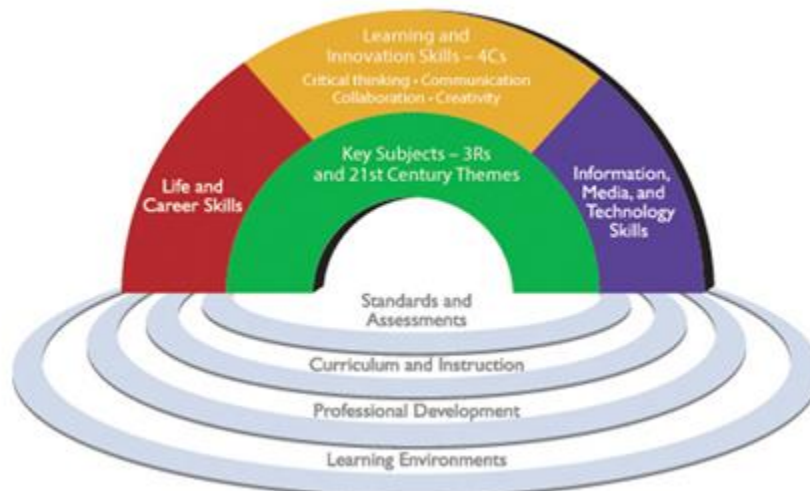 Learning and
Innovation Skills – 4Cs
Critical thinking • Communication
Collaboration • Creativity
Key Subjects – 3Rs
and 21st Century Themes
Life and
Career Skills
Information,
Media, and
Technology
Skills
Standards and
Assessments
Curriculum and Instruction
Professional Development
Learning Environments